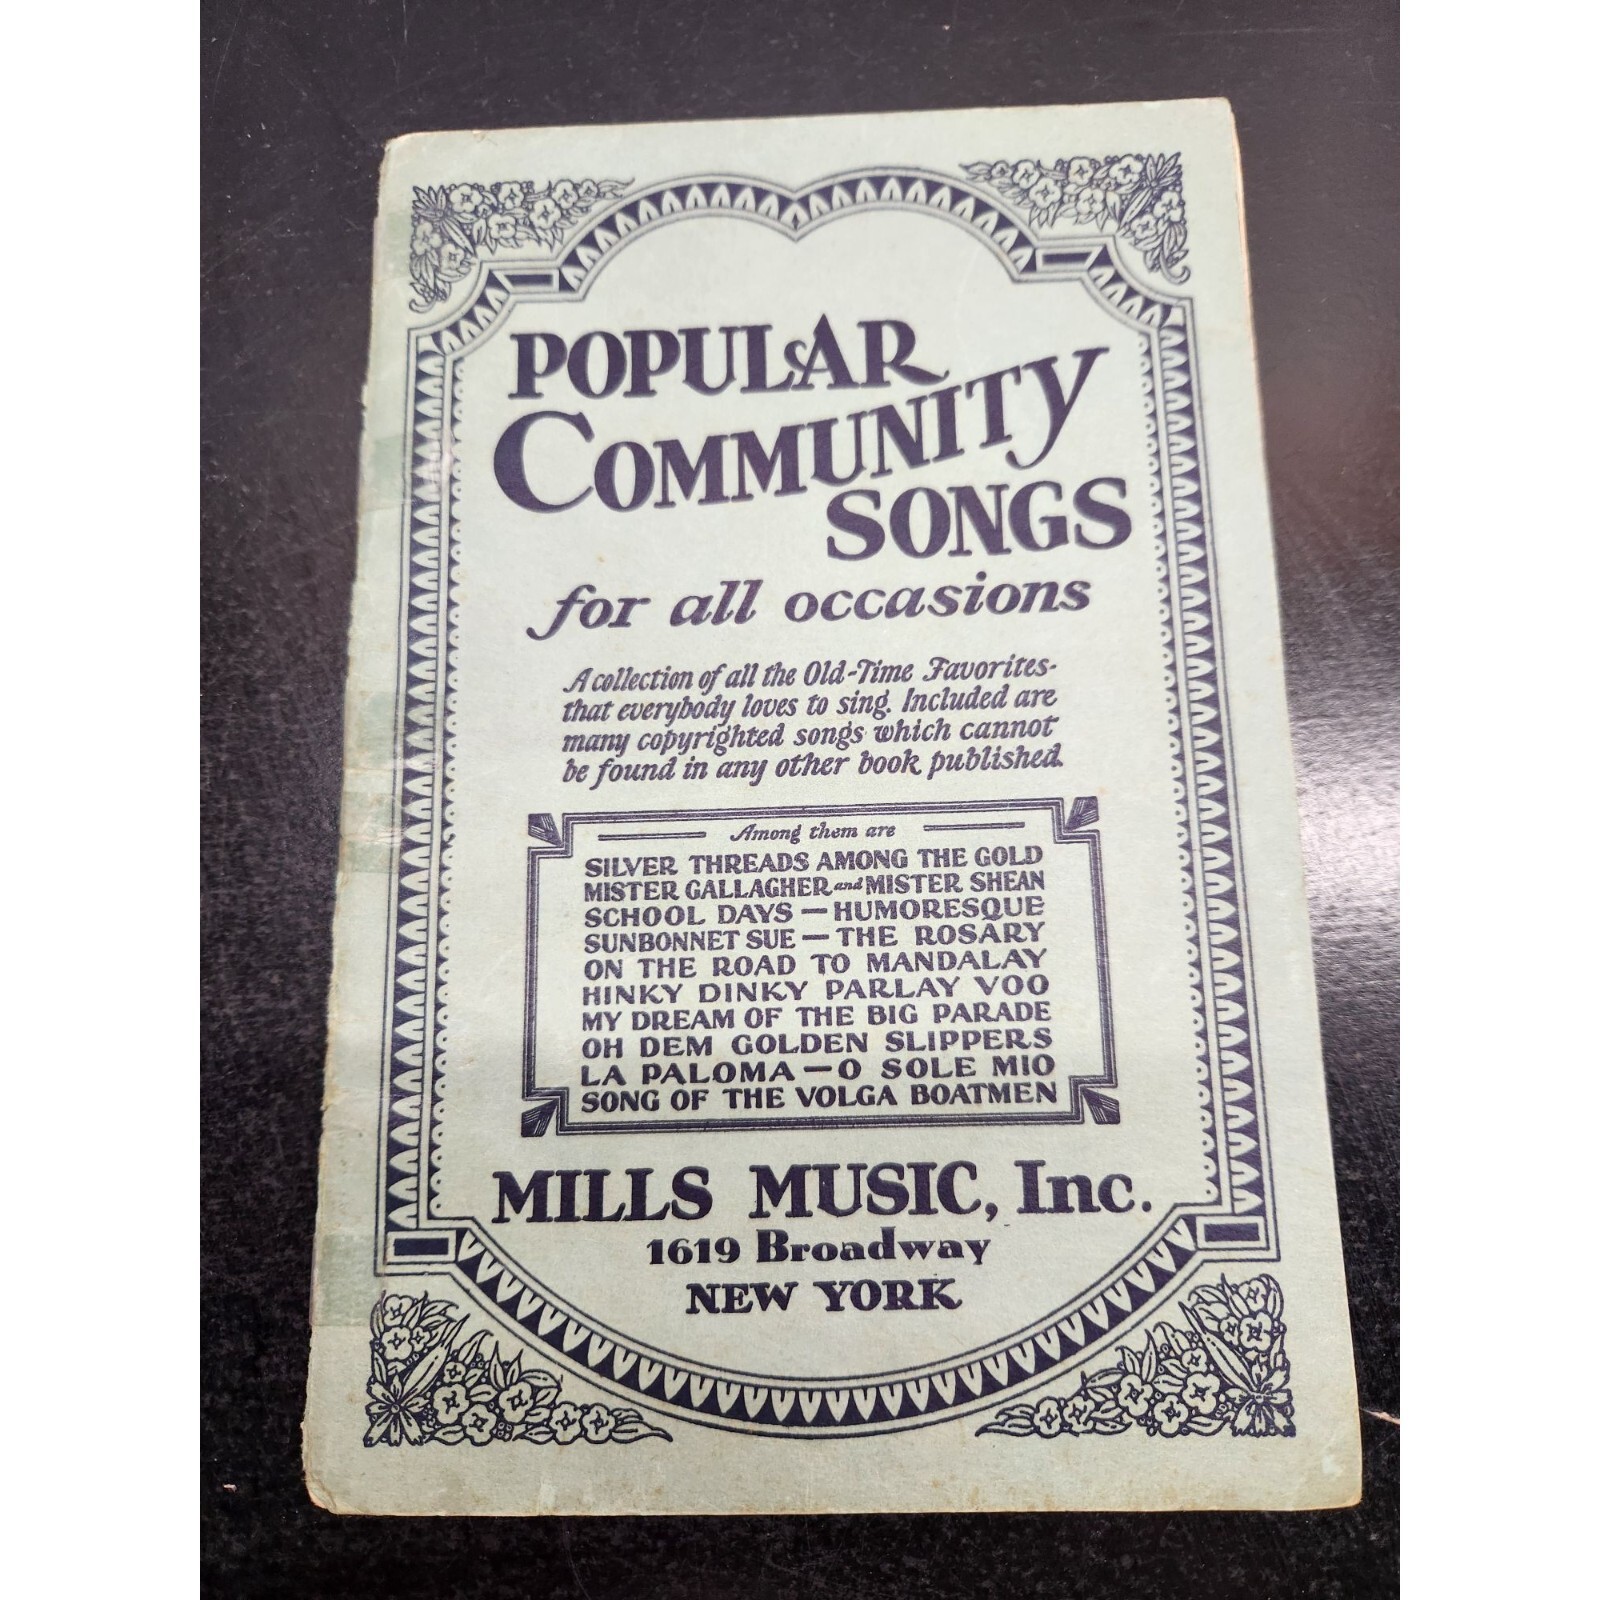 POPULAR
COMMUNITY
SONGS
for all occasions
A collection of all the Old-Time Favorites-
that everybody loves to sing. Included are
many copyrighted songs which cannot
be found in any other book published.
Among them are
SILVER THREADS AMONG THE GOLD
MISTER GALLAGHER and MISTER SHEAN
SCHOOL DAYS — HUMORESQUE
SUNBONNET SUE — THE ROSARY
ON THE ROAD TO MANDALAY
HINKY DINKY PARLAY VOO
MY DREAM OF THE BIG PARADE
OH DEM GOLDEN SLIPPERS
LA PALOMA — O SOLE MIO
SONG OF THE VOLGA BOATMEN
MILLS MUSIC, Inc.
1619 Broadway
NEW YORK